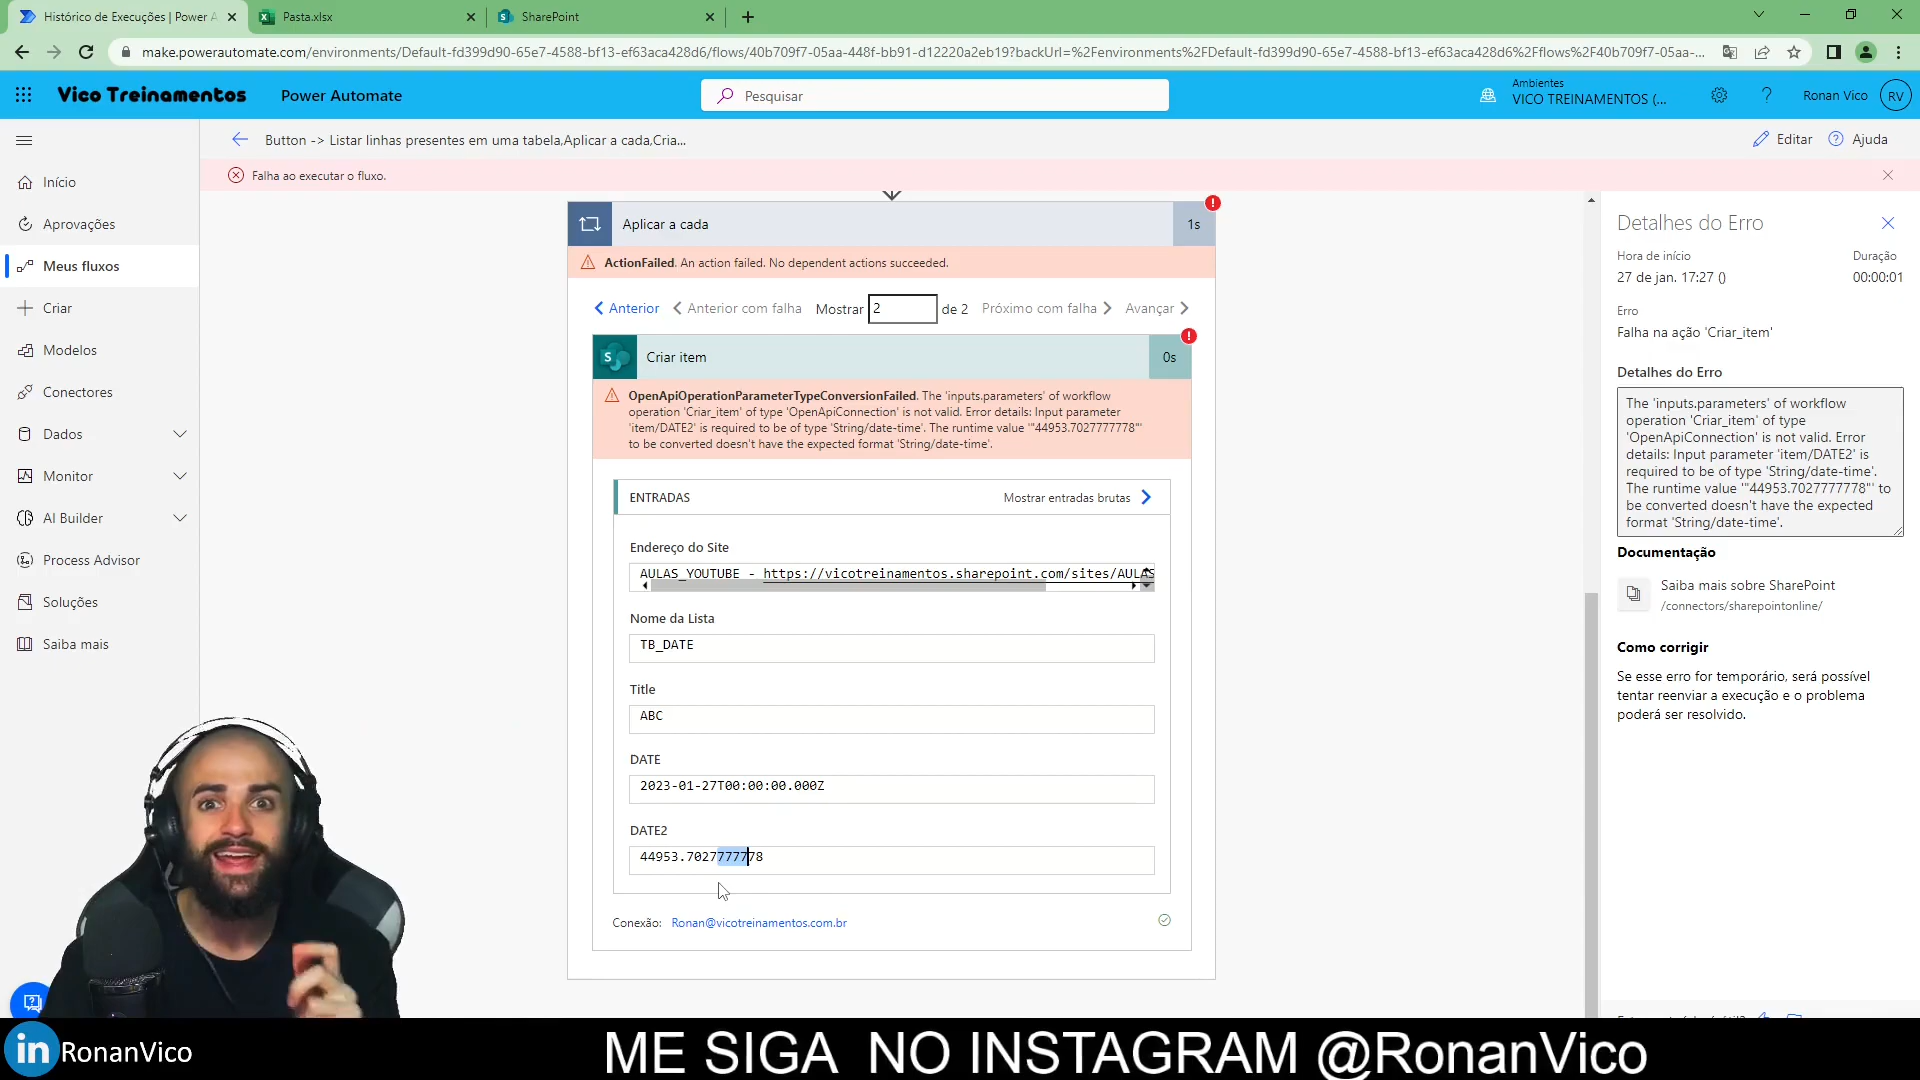 Histórico de Execuções | Power A
Pasta.xlsx
SharePoint
make.powerautomate.com/environments/Default-fd399d90-65e7-4588-bf13-ef63aca428d6/flows/40b709f7-05aa-448f-bb91-d12220a2eb19?backUrl=%2Fenvironments%2FDefault-fd399d90-65e7-4588-bf13-ef63aca428d6%2Fflows%2F40b709f7-05aa-...
Vico Treinamentos
Power Automate
Pesquisar
Ambientes
VICO TREINAMENTOS (...
Ronan Vico
RV
Button -> Listar linhas presentes em uma tabela,Aplicar a cada,Cria...
Editar
Ajuda
Falha ao executar o fluxo.
Início
Aprovações
Meus fluxos
Criar
Modelos
Conectores
Dados
Monitor
AI Builder
Process Advisor
Soluções
Saiba mais
Aplicar a cada
1s
ActionFailed. An action failed. No dependent actions succeeded.
Anterior
Anterior com falha
Mostrar
2
de 2
Próximo com falha
Avançar
Criar item
0s
OpenApiOperationParameterTypeConversionFailed. The 'inputs.parameters' of workflow
operation 'Criar_item' of type 'OpenApiConnection' is not valid. Error details: Input parameter
'item/DATE2' is required to be of type 'String/date-time'. The runtime value '"44953.7027777778"'
to be converted doesn't have the expected format 'String/date-time'.
ENTRADAS
Mostrar entradas brutas
Endereço do Site
AULAS_YOUTUBE - https://vicotreinamentos.sharepoint.com/sites/AULAS
Nome da Lista
TB_DATE
Title
ABC
DATE
2023-01-27T00:00:00.000Z
DATE2
44953.7027777778
Conexão:
Ronan@vicotreinamentos.com.br
Detalhes do Erro
Hora de início
Duração
27 de jan. 17:27 ()
00:00:01
Erro
Falha na ação 'Criar_item'
Detalhes do Erro
The 'inputs.parameters' of workflow
operation 'Criar_item' of type
'OpenApiConnection' is not valid. Error
details: Input parameter 'item/DATE2' is
required to be of type 'String/date-time'.
The runtime value '"44953.7027777778"' to
be converted doesn't have the expected
format 'String/date-time'.
Documentação
Saiba mais sobre SharePoint
/connectors/sharepointonline/
Como corrigir
Se esse erro for temporário, será possível
tentar reenviar a execução e o problema
poderá ser resolvido.
in RonanVico
ME SIGA NO INSTAGRAM @RonanVico